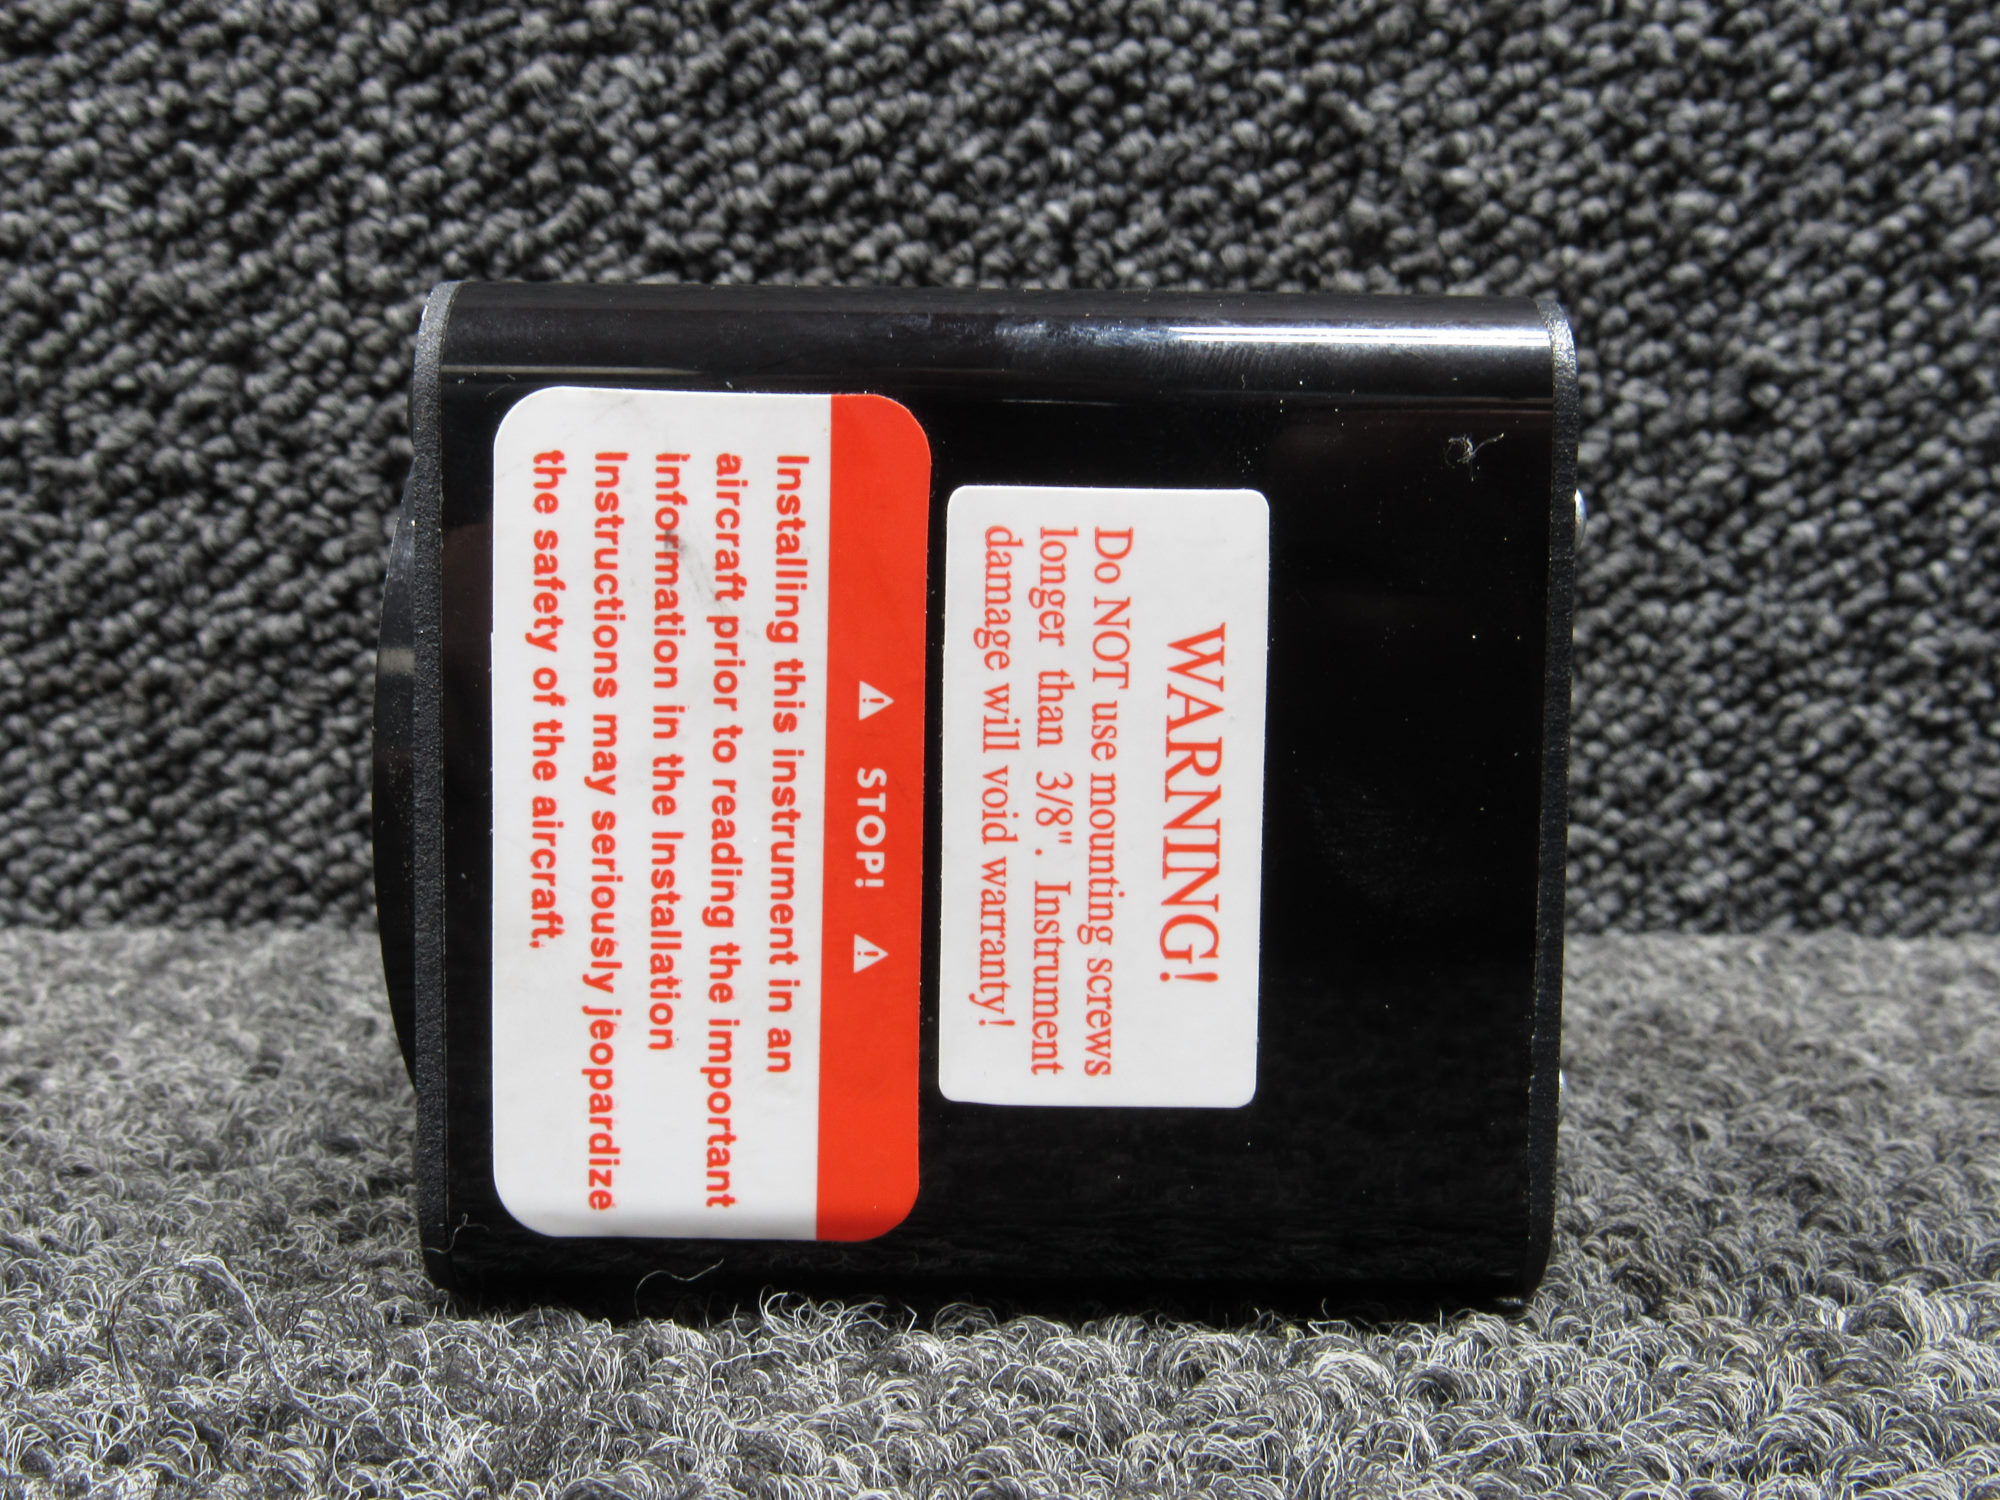 WARNING!
Do NOT use mounting screws
longer than 3/8". Instrument
damage will void warranty!
⚠ STOP! ⚠
Installing this instrument in an
aircraft prior to reading the important
information in the Installation
Instructions may seriously jeopardize
the safety of the aircraft.